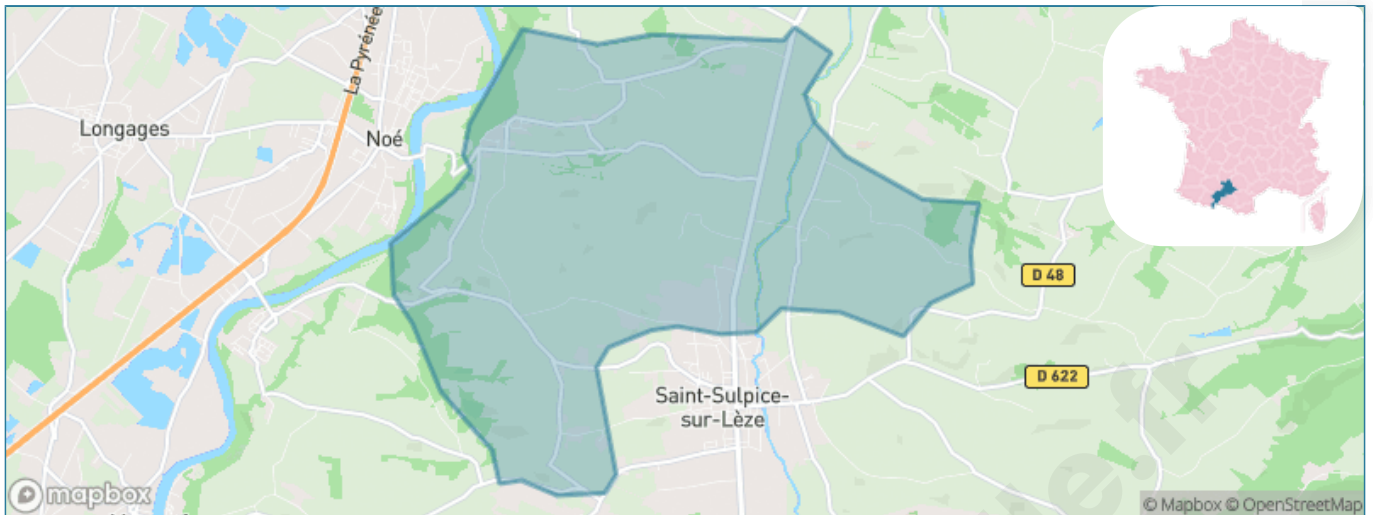 La Pyrénée
Longages
Noé
D 48
D 622
Saint-Sulpice-
sur-Lèze
mapbox
© Mapbox © OpenStreetMap